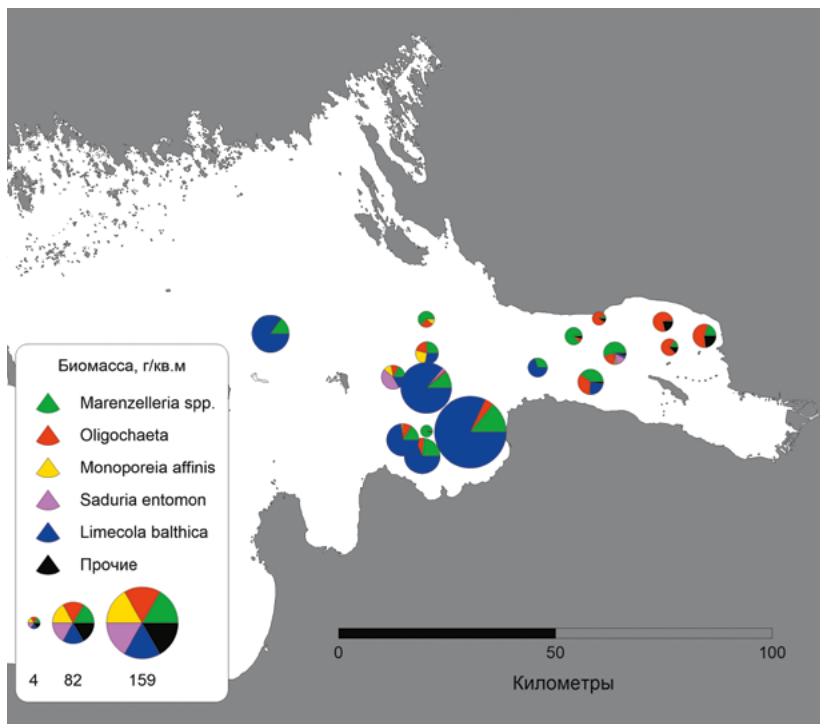 Биомасса, г/кв.м
Marenzelleria spp.
Oligochaeta
Monoporeia affinis
Saduria entomon
Limecola balthica
Прочие
4 82 159
0 50 100
Километры